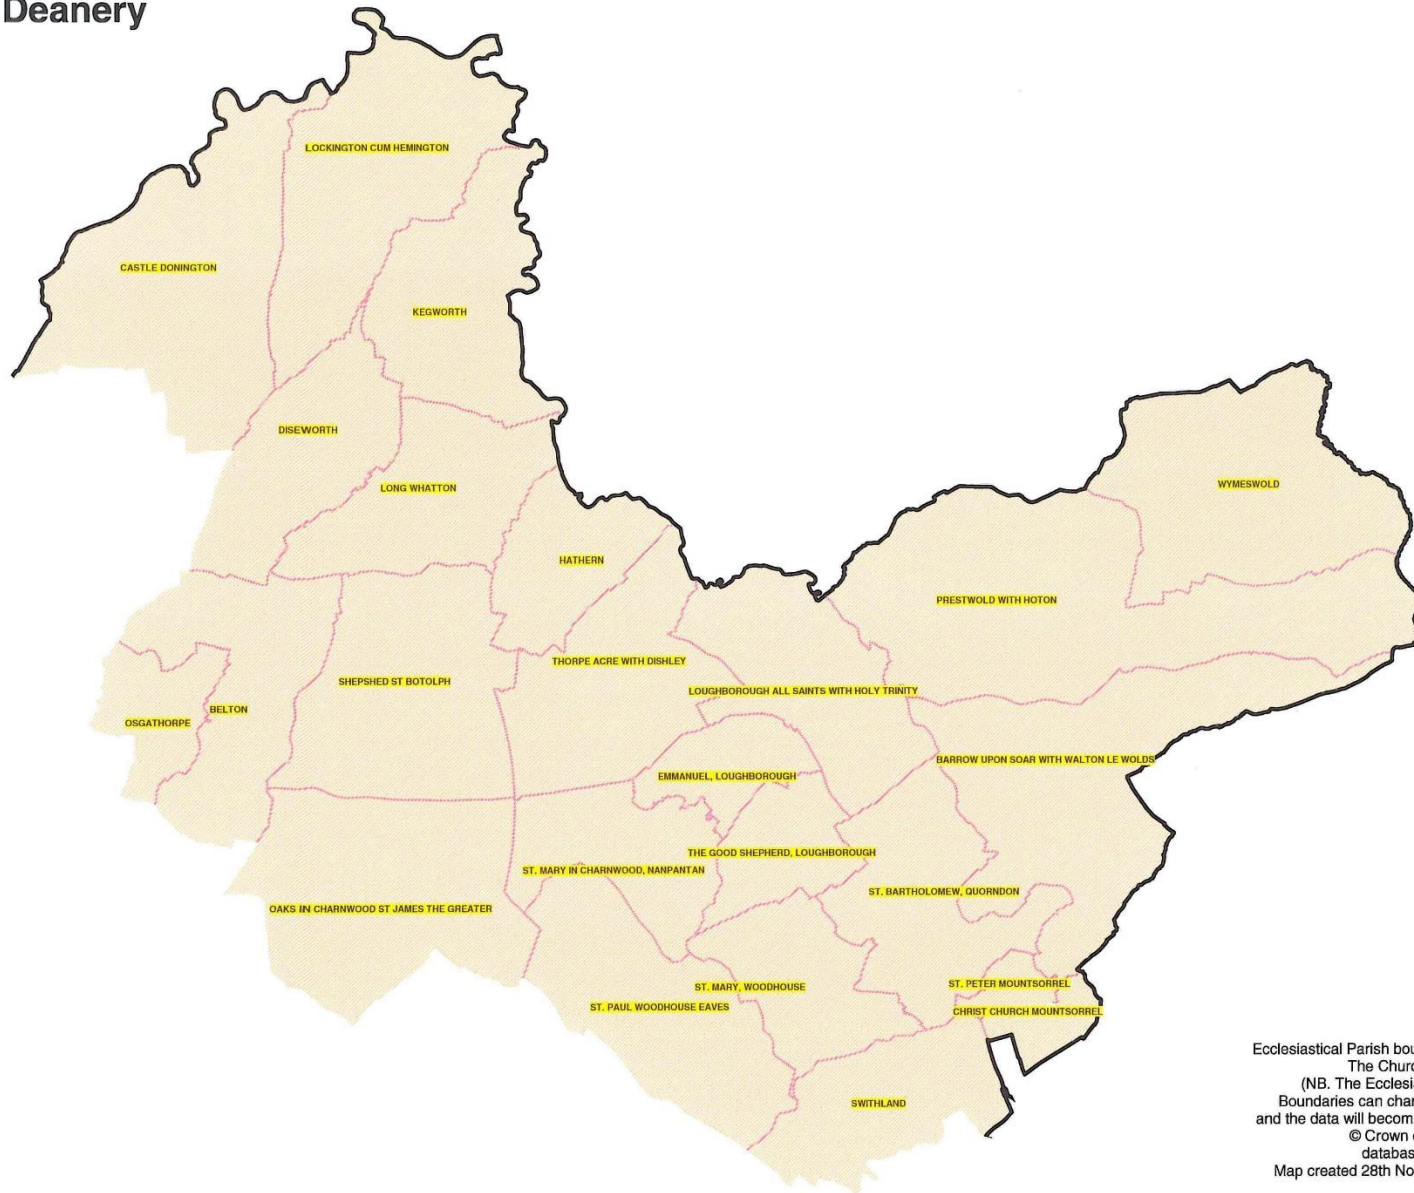 Deanery
LOCKINGTON CUM HEMINGTON
CASTLE DONINGTON
KEGWORTH
DISEWORTH
LONG WHATTON
WYMESWOLD
HATHERN
PRESTWOLD WITH HOTON
THORPE ACRE WITH DISHLEY
SHEPSHED ST BOTOLPH
LOUGHBOROUGH ALL SAINTS WITH HOLY TRINITY
BELTON
OSGATHORPE
BARROW UPON SOAR WITH WALTON LE WOLDS
EMMANUEL, LOUGHBOROUGH
THE GOOD SHEPHERD, LOUGHBOROUGH
ST. MARY IN CHARNWOOD, NANPANTAN
ST. BARTHOLOMEW, QUORNDON
OAKS IN CHARNWOOD ST JAMES THE GREATER
ST. PETER MOUNTSORREL
ST. MARY, WOODHOUSE
ST. PAUL WOODHOUSE EAVES
CHRIST CHURCH MOUNTSORREL
SWITHLAND
Ecclesiastical Parish bou
The Churc
(NB. The Ecclesi
Boundaries can char
and the data will becom
© Crown
databas
Map created 28th No